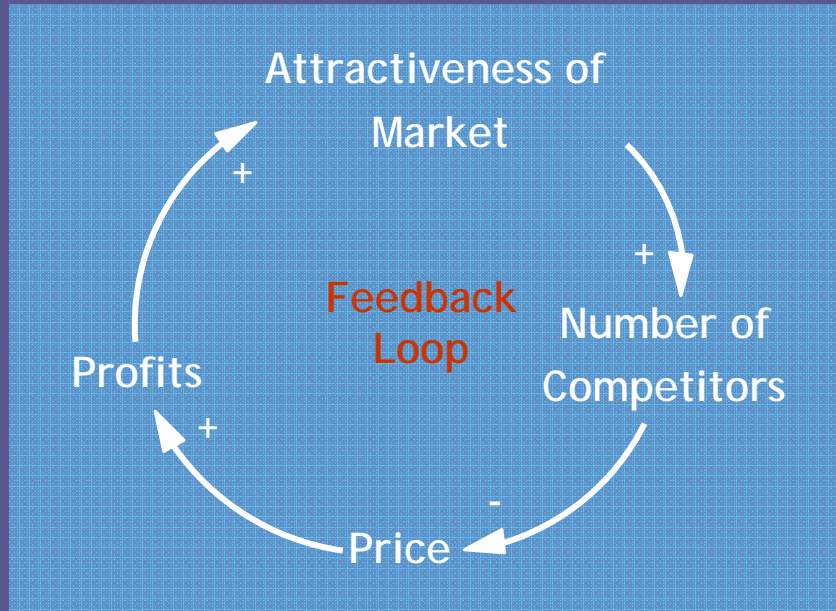 Attractiveness of
Market
+
+
Feedback
Loop
Number of
Competitors
Profits
+
-
Price